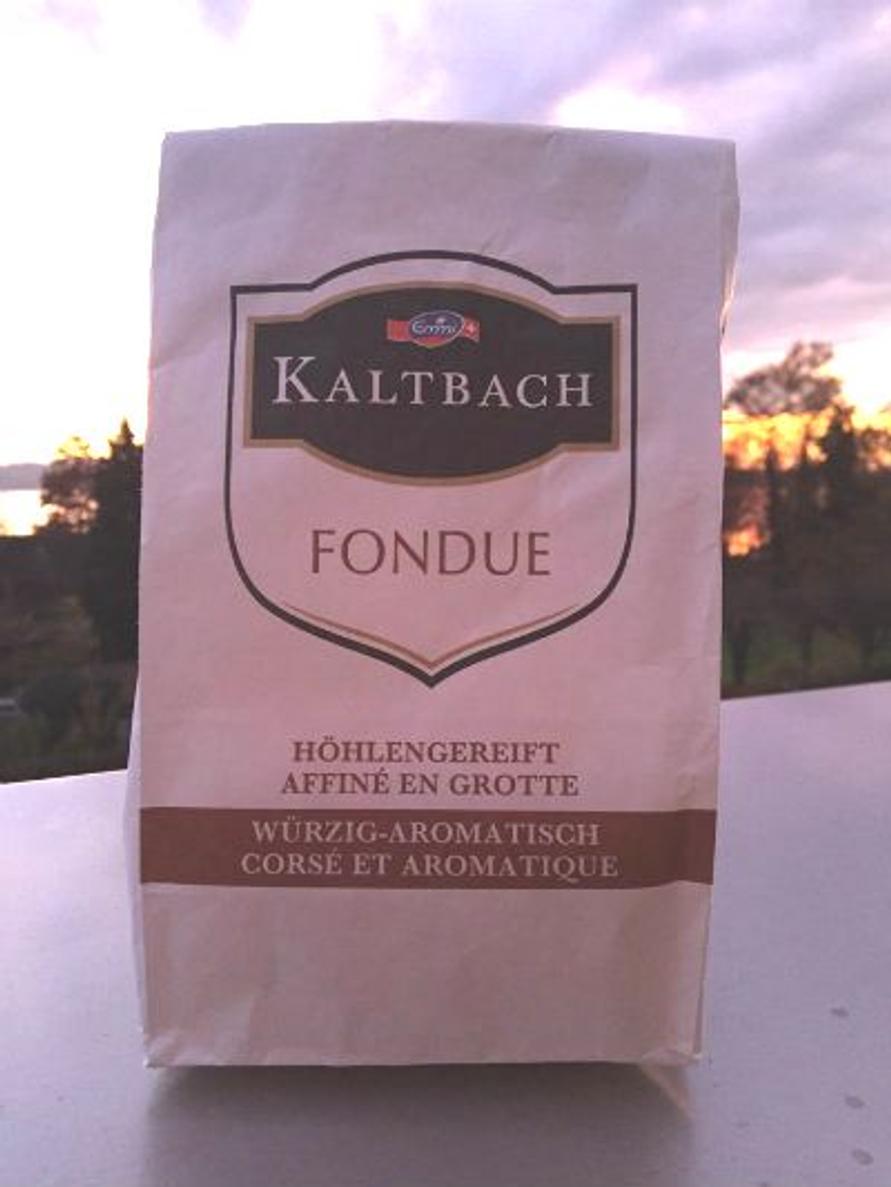 Emmi
KALTBACH
FONDUE
HÖHLENGEREIFT
AFFINÉ EN GROTTE
WÜRZIG-AROMATISCH
CORSÉ ET AROMATIQUE